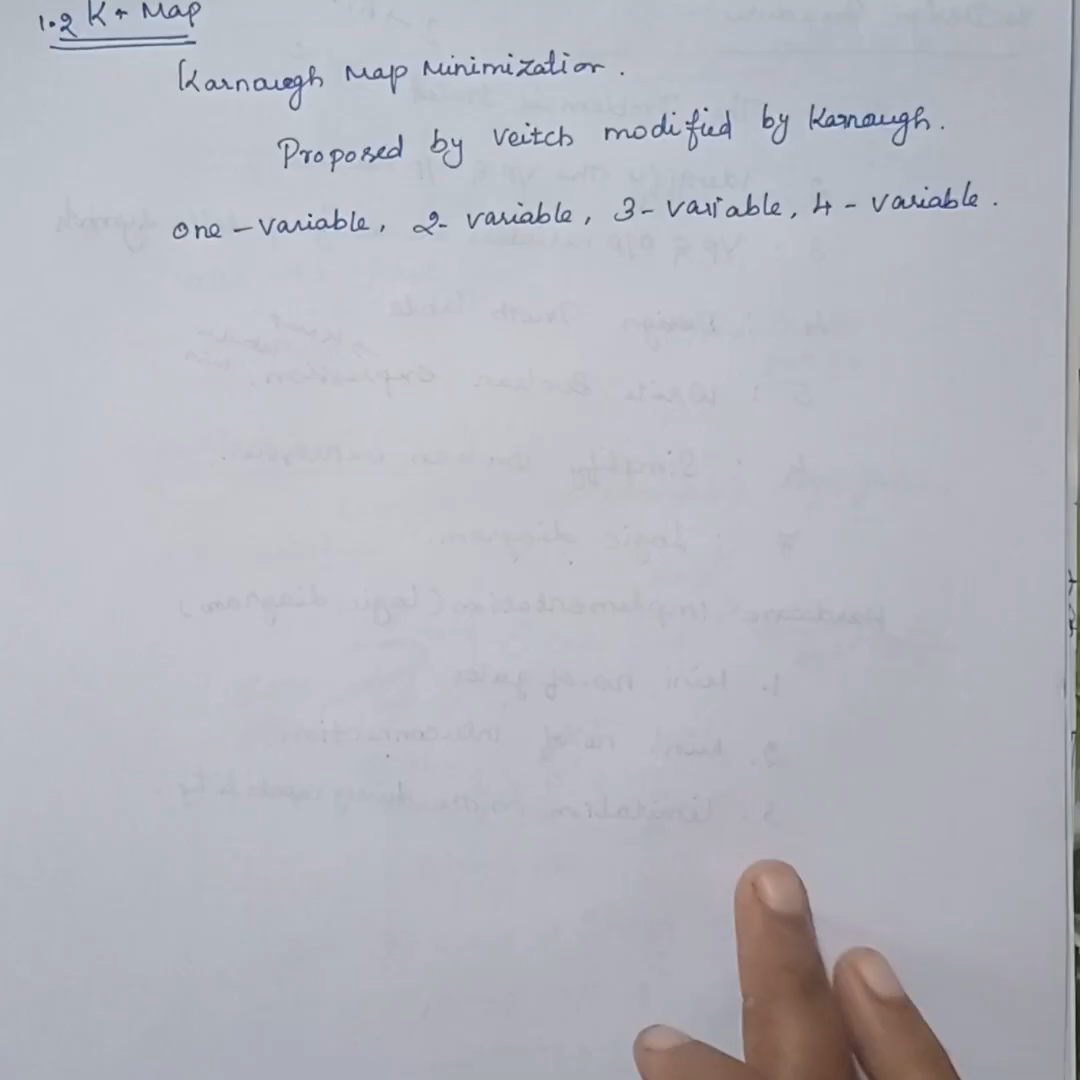 1.2 K-Map
Karnaugh Map Minimization.
Proposed by Veitch modified by Karnaugh.
one-variable, 2-variable, 3-variable, 4-variable.